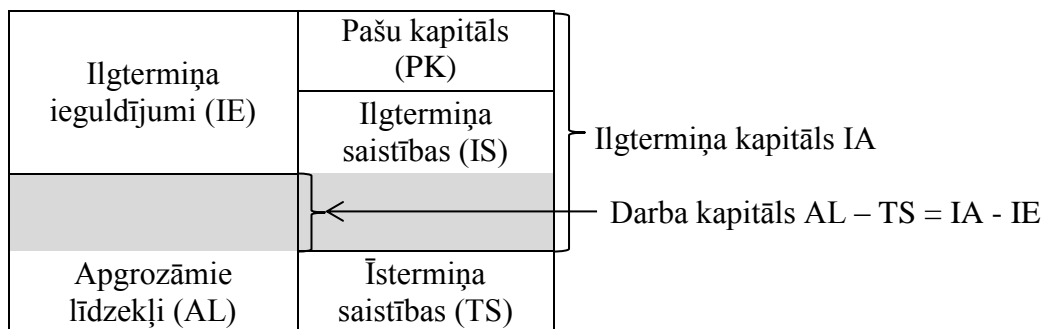 Ilgtermiņa
ieguldījumi (IE)
Pašu kapitāls
(PK)
Ilgtermiņa
saistības (IS)
Ilgtermiņa kapitāls IA
Darba kapitāls AL – TS = IA - IE
Apgrozāmie
līdzekļi (AL)
Īstermiņa
saistības (TS)